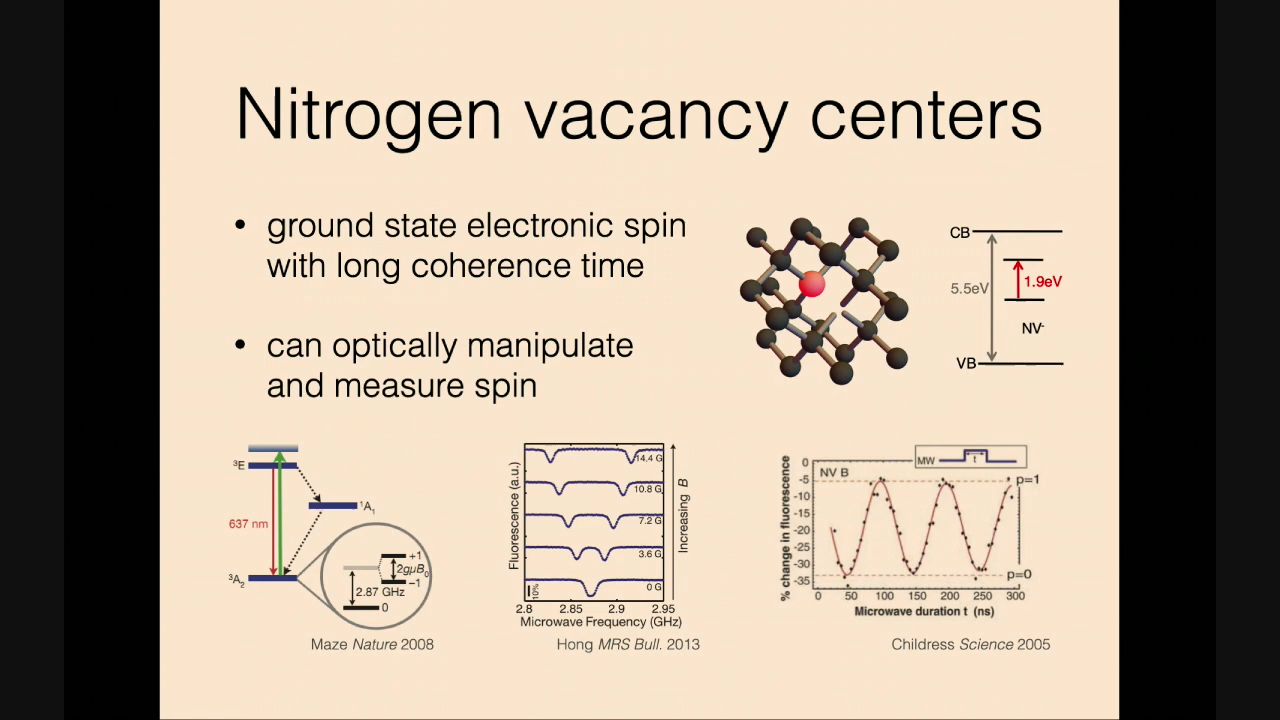 Nitrogen vacancy centers
• ground state electronic spin
with long coherence time
• can optically manipulate
and measure spin
CB
5.5eV
1.9eV
NV-
VB
³E
¹A₁
637 nm
³A₂
+1
2gμB₀
−1
2.87 GHz
0
Maze Nature 2008
Fluorescence (a.u.)
14.4 G
10.8 G
7.2 G
3.6 G
0 G
10%
Increasing B
2.8 2.85 2.9 2.95
Microwave Frequency (GHz)
Hong MRS Bull. 2013
% change in fluorescence
NV B
MW
t
0
-5
-10
-15
-20
-25
-30
-35
p=1
p=0
0 50 100 150 200 250 300
Microwave duration t (ns)
Childress Science 2005